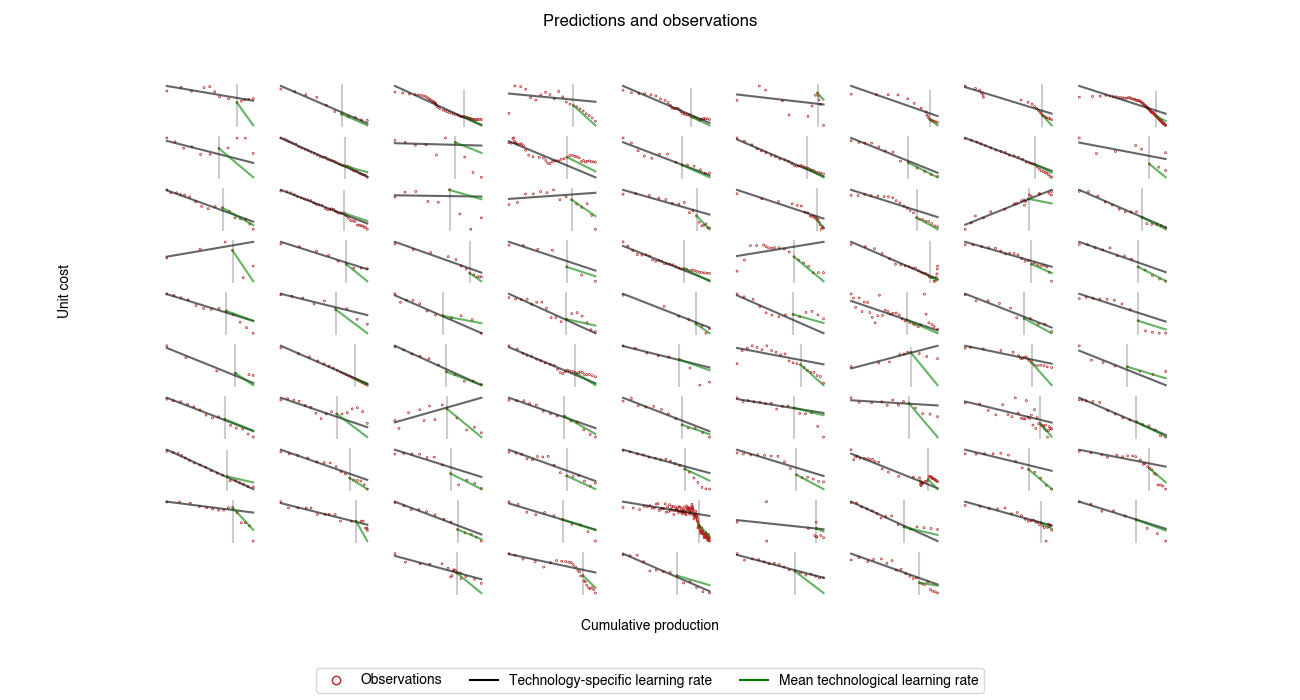 Predictions and observations
Unit cost
Cumulative production
Observations
Technology-specific learning rate
Mean technological learning rate